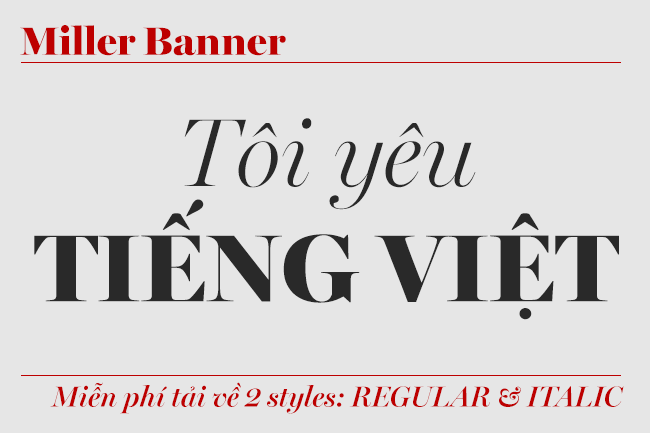 Miller Banner
Tôi yêu
TIẾNG VIỆT
Miễn phí tải về 2 styles: REGULAR & ITALIC